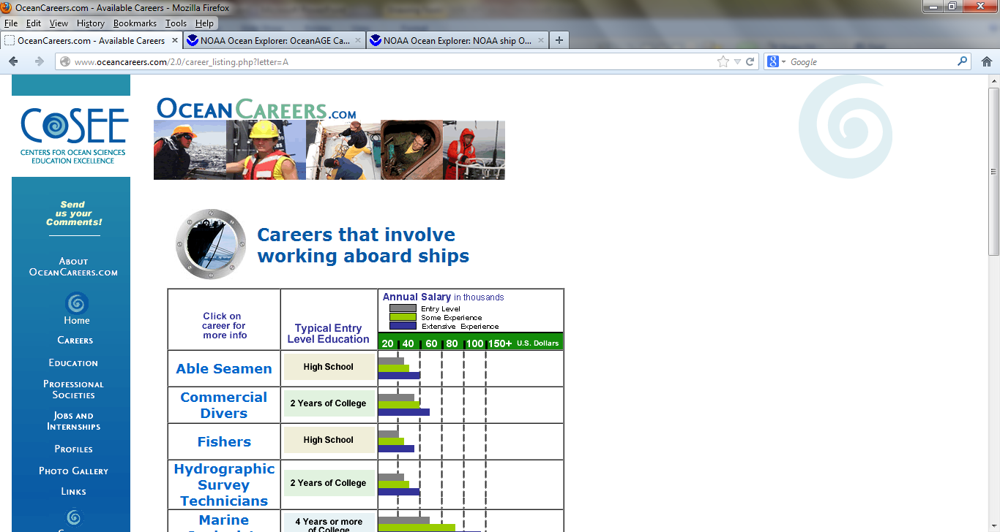 OceanCareers.com - Available Careers - Mozilla Firefox
File Edit View History Bookmarks Tools Help
OceanCareers.com - Available Careers
NOAA Ocean Explorer: OceanAGE Ca...
NOAA Ocean Explorer: NOAA ship O...
www.oceancareers.com/2.0/career_listing.php?letter=A
Google
COSEE
CENTERS FOR OCEAN SCIENCES
EDUCATION EXCELLENCE
Send
us your
Comments!
About
OceanCareers.com
Home
Careers
Education
Professional
Societies
Jobs and
Internships
Profiles
Photo Gallery
Links
OceanCareers.com
Careers that involve
working aboard ships
Click on
career for
more info
Typical Entry
Level Education
Annual Salary in thousands
Entry Level
Some Experience
Extensive Experience
20 40 60 80 100 150+ U.S. Dollars
Able Seamen
High School
Commercial
Divers
2 Years of College
Fishers
High School
Hydrographic
Survey
Technicians
2 Years of College
Marine
4 Years or more
of College